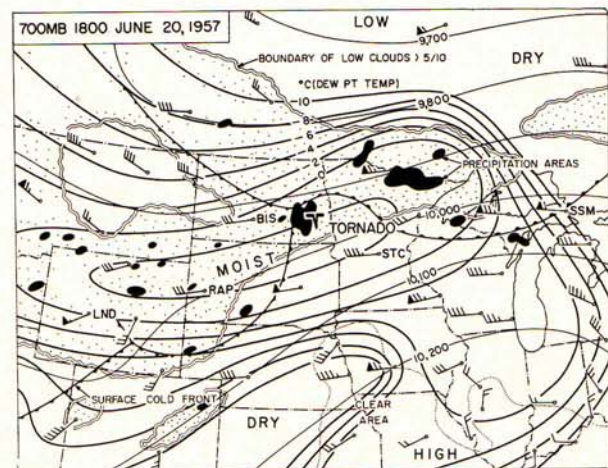 700MB 1800 JUNE 20, 1957
LOW
9,700
DRY
BOUNDARY OF LOW CLOUDS > 5/10
°C(DEW PT TEMP)
10
8
6
4
2
0
9,800
PRECIPITATION AREAS
BIS
TORNADO
10,000
SSM
MOIST
STC
10,100
RAP
LND
10,200
SURFACE COLD FRONT
DRY
CLEAR
AREA
HIGH